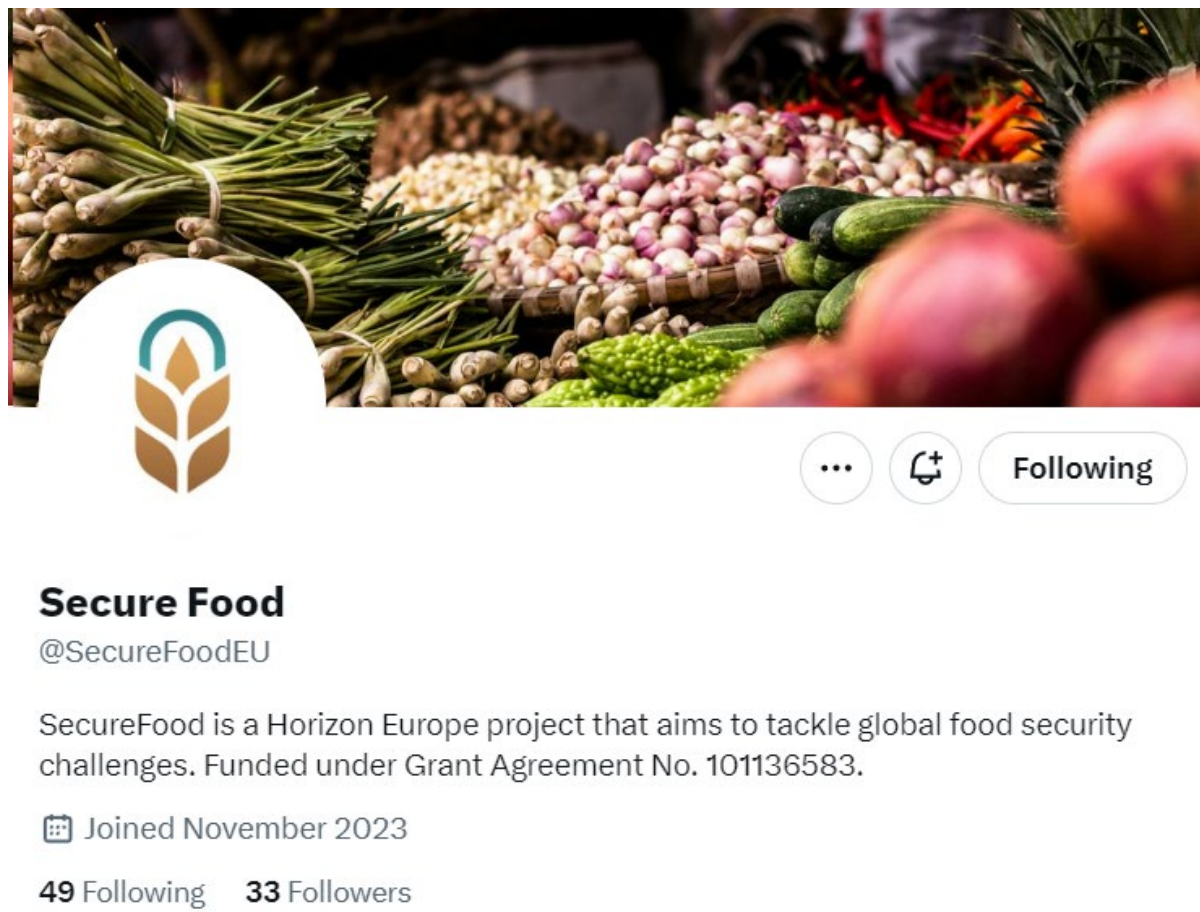 Following
Secure Food
@SecureFoodEU
SecureFood is a Horizon Europe project that aims to tackle global food security
challenges. Funded under Grant Agreement No. 101136583.
Joined November 2023
49 Following 33 Followers